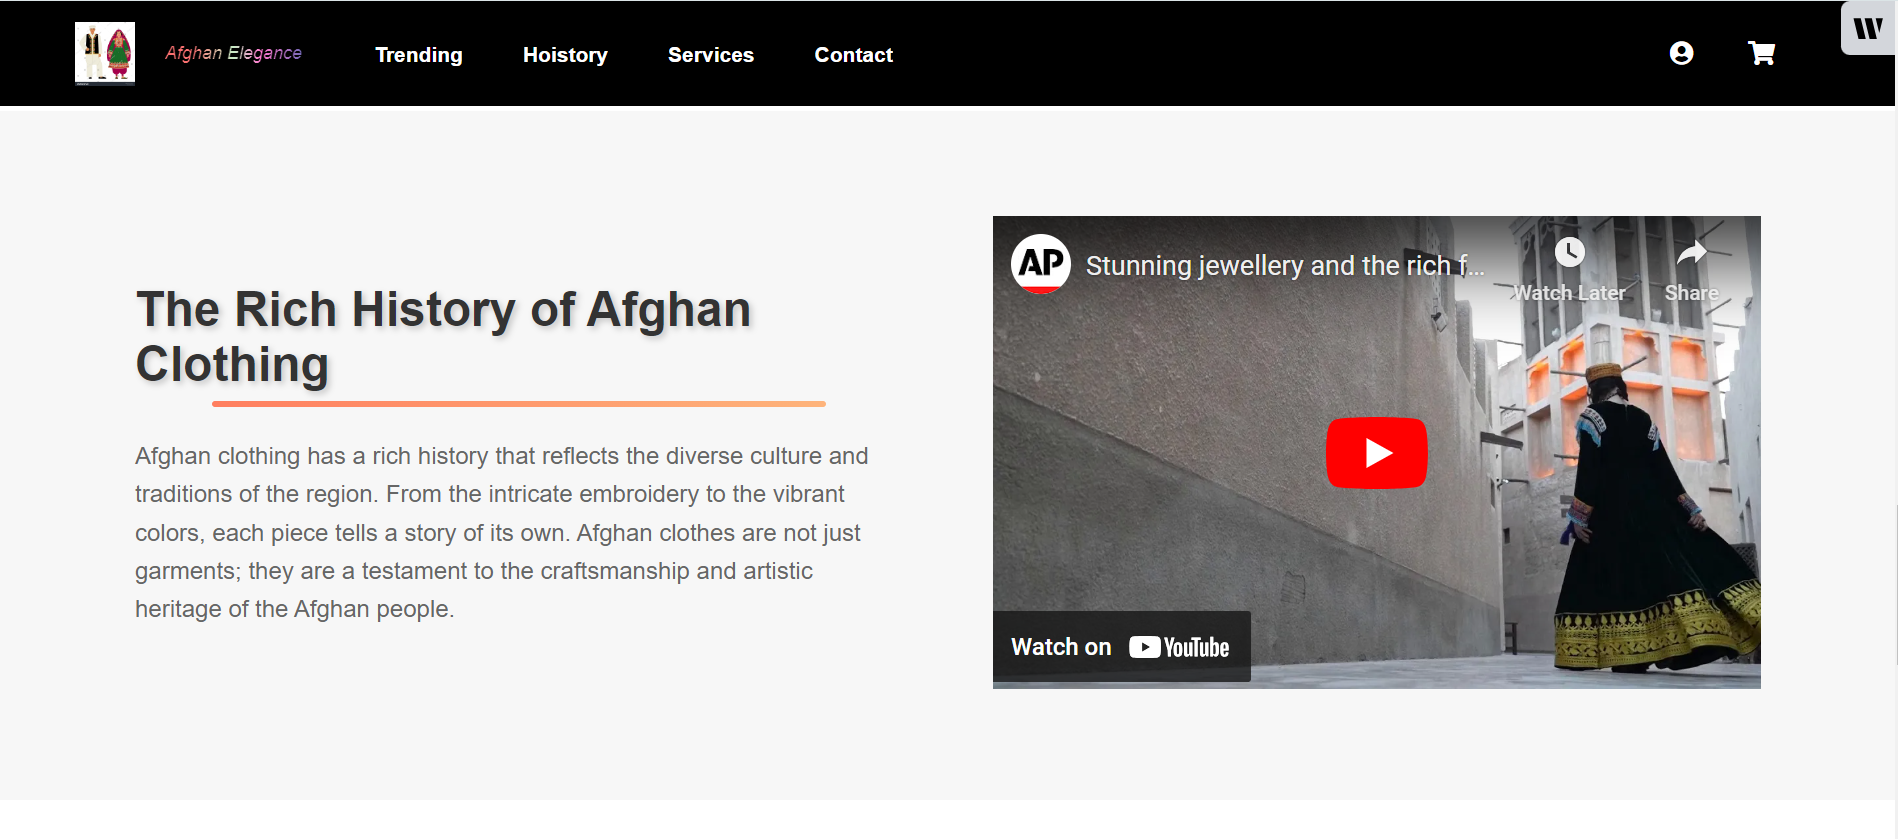 Afghan Elegance
Trending
Hoistory
Services
Contact
W
The Rich History of Afghan
Clothing
Afghan clothing has a rich history that reflects the diverse culture and
traditions of the region. From the intricate embroidery to the vibrant
colors, each piece tells a story of its own. Afghan clothes are not just
garments; they are a testament to the craftsmanship and artistic
heritage of the Afghan people.
AP
Stunning jewellery and the rich f...
Watch Later
Share
Watch on YouTube